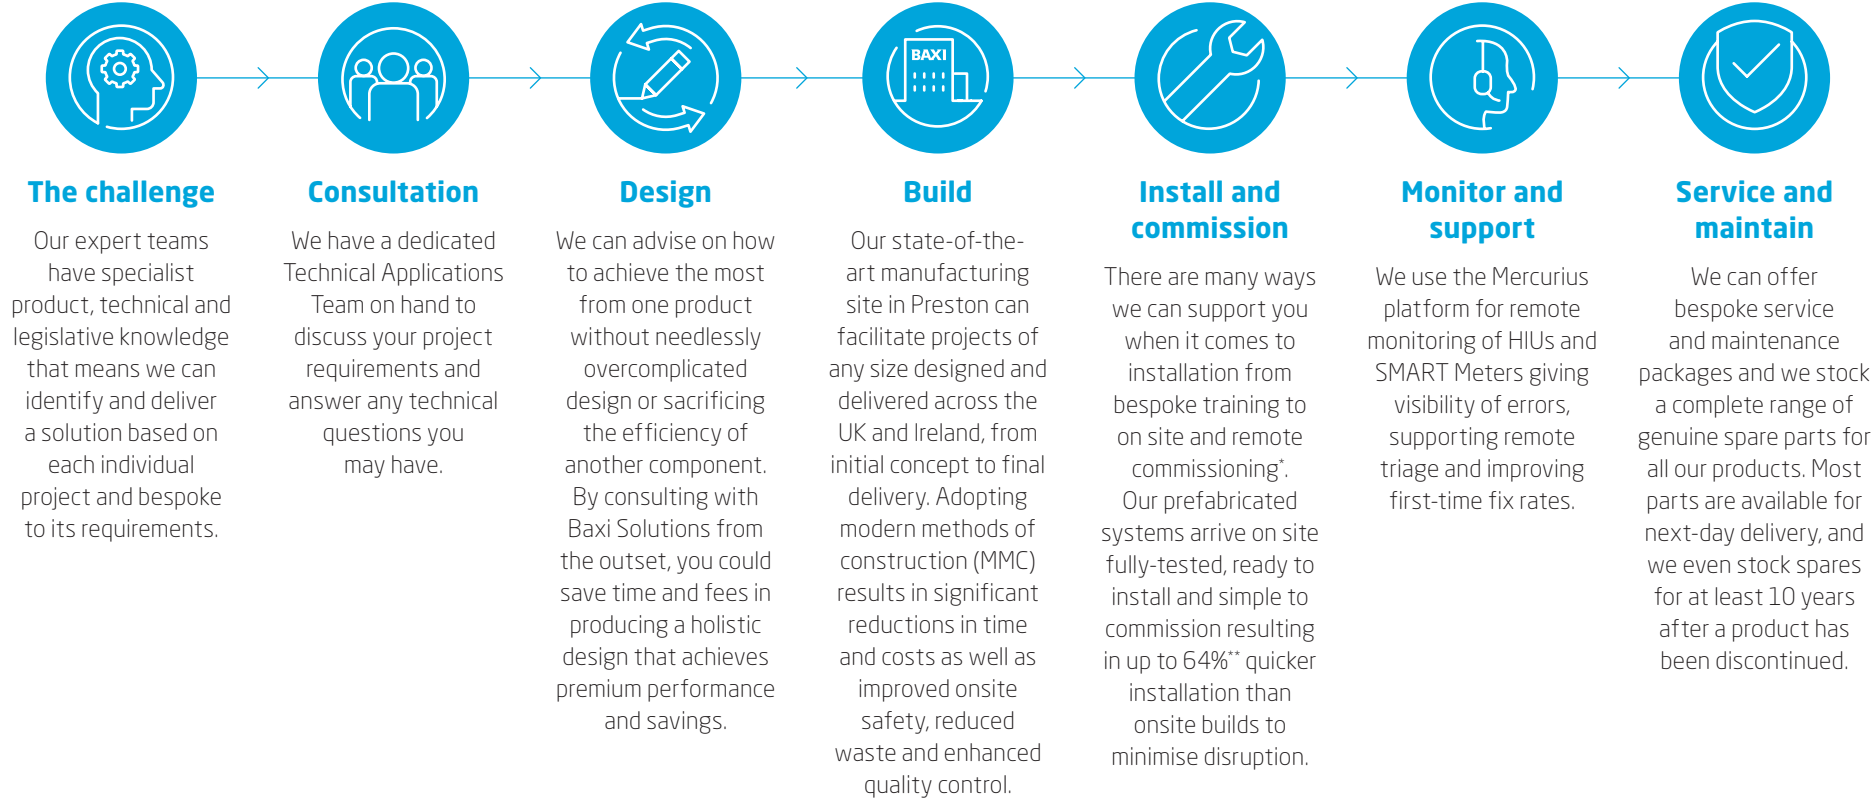 BAXI
The challenge
Our expert teams
have specialist
product, technical and
legislative knowledge
that means we can
identify and deliver
a solution based on
each individual
project and bespoke
to its requirements.
Consultation
We have a dedicated
Technical Applications
Team on hand to
discuss your project
requirements and
answer any technical
questions you
may have.
Design
We can advise on how
to achieve the most
from one product
without needlessly
overcomplicated
design or sacrificing
the efficiency of
another component.
By consulting with
Baxi Solutions from
the outset, you could
save time and fees in
producing a holistic
design that achieves
premium performance
and savings.
Build
Our state-of-the-
art manufacturing
site in Preston can
facilitate projects of
any size designed and
delivered across the
UK and Ireland, from
initial concept to final
delivery. Adopting
modern methods of
construction (MMC)
results in significant
reductions in time
and costs as well as
improved onsite
safety, reduced
waste and enhanced
quality control.
Install and
commission
There are many ways
we can support you
when it comes to
installation from
bespoke training to
on site and remote
commissioning*.
Our prefabricated
systems arrive on site
fully-tested, ready to
install and simple to
commission resulting
in up to 64%** quicker
installation than
onsite builds to
minimise disruption.
Monitor and
support
We use the Mercurius
platform for remote
monitoring of HIUs and
SMART Meters giving
visibility of errors,
supporting remote
triage and improving
first-time fix rates.
Service and
maintain
We can offer
bespoke service
and maintenance
packages and we stock
a complete range of
genuine spare parts for
all our products. Most
parts are available for
next-day delivery, and
we even stock spares
for at least 10 years
after a product has
been discontinued.